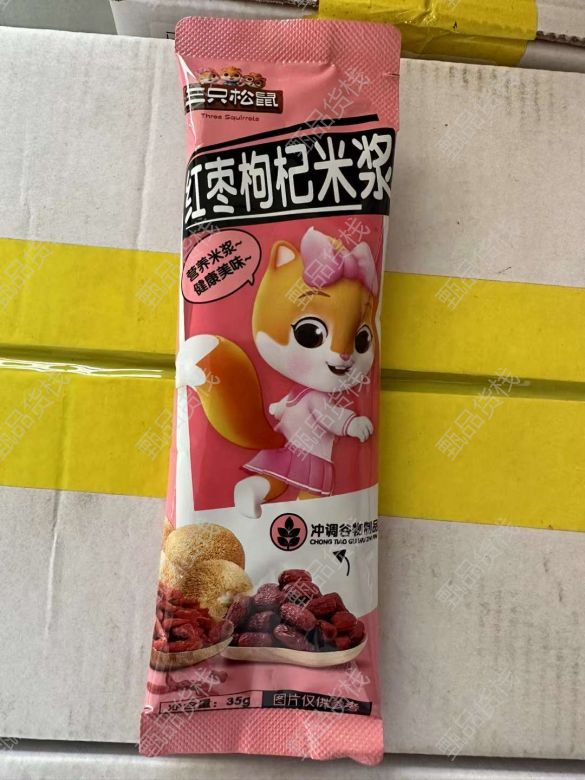 三只松鼠
Three Squirrels
红枣枸杞米浆
营养米浆~
健康美味~
冲调谷物制品
CHONG TIAO GU WU ZHI PIN
净含量: 35g
图片仅供参考
甄品货栈